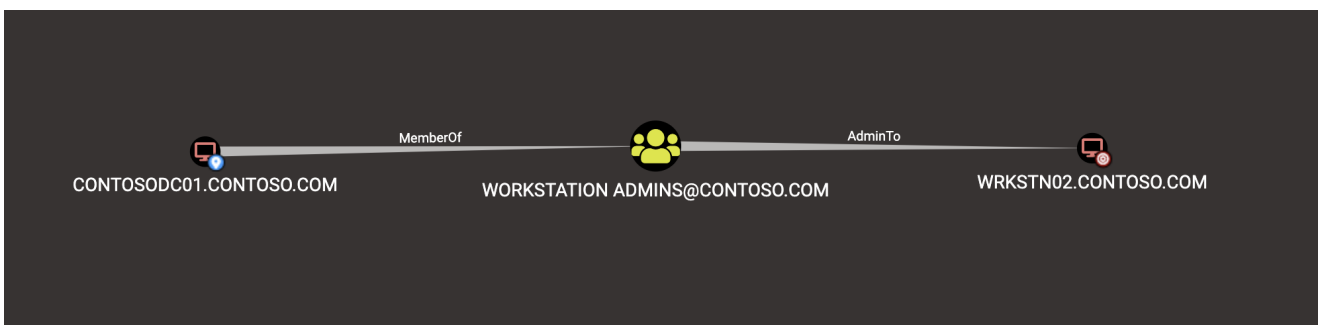 MemberOf
AdminTo
CONTOSODC01.CONTOSO.COM
WORKSTATION ADMINS@CONTOSO.COM
WRKSTN02.CONTOSO.COM